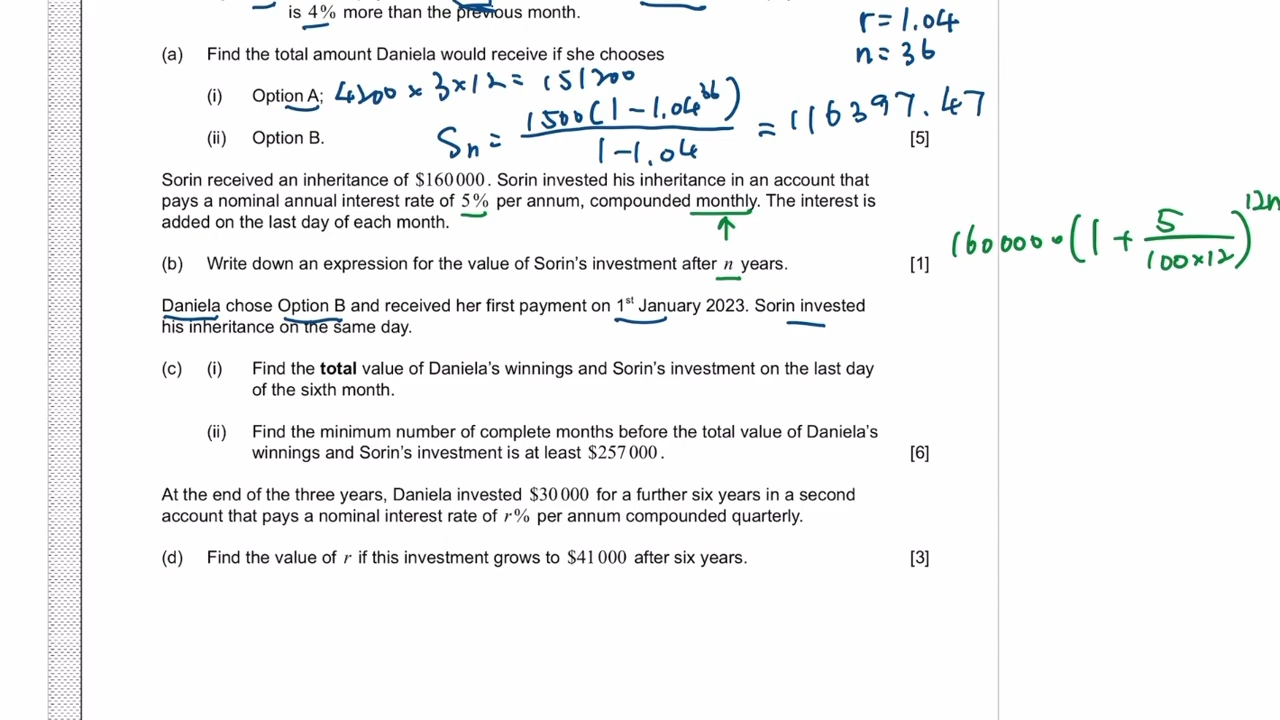 is 4% more than the previous month.
r = 1.04
n = 36
(a) Find the total amount Daniela would receive if she chooses
(i) Option A; 4200 × 3 × 12 = 151200
(ii) Option B. Sn = 1500(1 − 1.04^36) / 1 − 1.04 = 116397.47 [5]
Sorin received an inheritance of $160 000. Sorin invested his inheritance in an account that
pays a nominal annual interest rate of 5% per annum, compounded monthly. The interest is
added on the last day of each month.
160000 • (1 + 5 / 100×12)^12n
(b) Write down an expression for the value of Sorin’s investment after n years. [1]
Daniela chose Option B and received her first payment on 1st January 2023. Sorin invested
his inheritance on the same day.
(c) (i) Find the total value of Daniela’s winnings and Sorin’s investment on the last day
of the sixth month.
(ii) Find the minimum number of complete months before the total value of Daniela’s
winnings and Sorin’s investment is at least $257 000. [6]
At the end of the three years, Daniela invested $30 000 for a further six years in a second
account that pays a nominal interest rate of r% per annum compounded quarterly.
(d) Find the value of r if this investment grows to $41 000 after six years. [3]